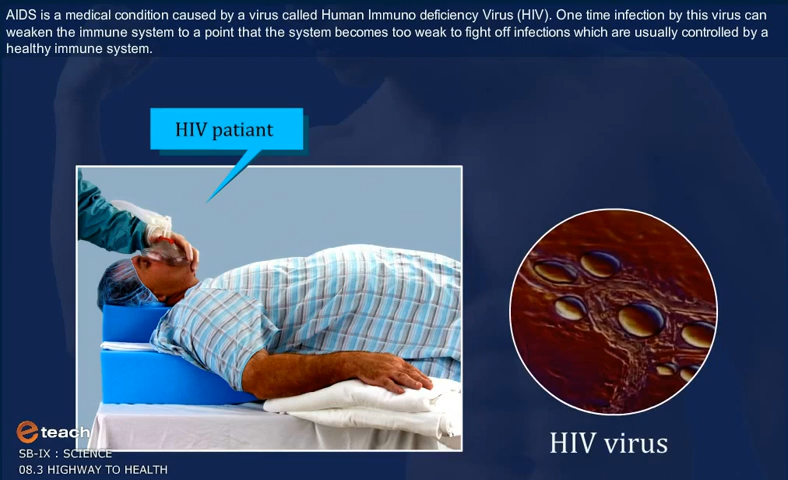 AIDS is a medical condition caused by a virus called Human Immuno deficiency Virus (HIV). One time infection by this virus can
weaken the immune system to a point that the system becomes too weak to fight off infections which are usually controlled by a
healthy immune system.
HIV patiant
HIV virus
e teach
SB-IX : SCIENCE
08.3 HIGHWAY TO HEALTH